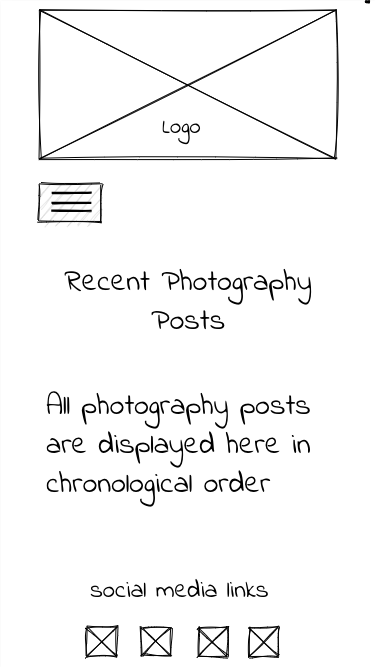 Logo
Recent Photography
Posts
All photography posts
are displayed here in
chronological order
social media links